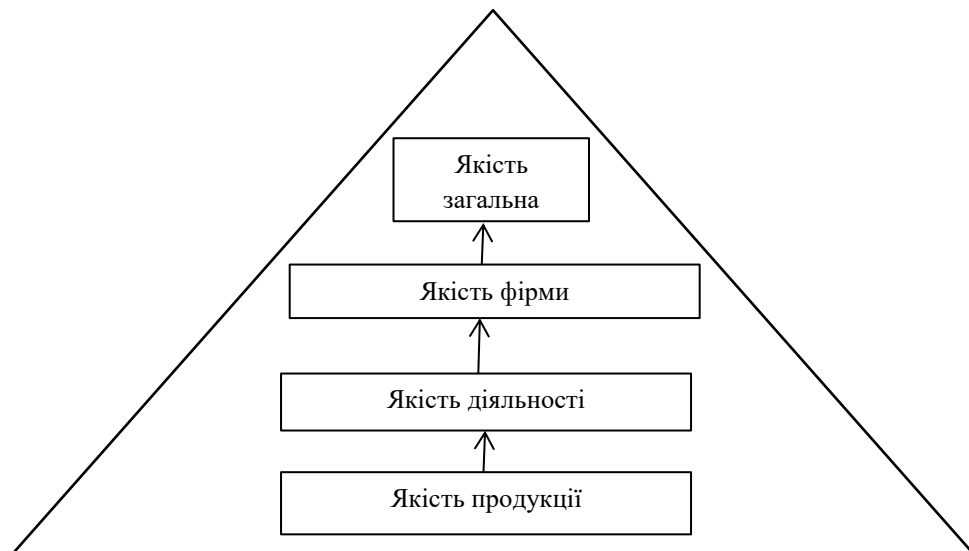 Якість
загальна
Якість фірми
Якість діяльності
Якість продукції